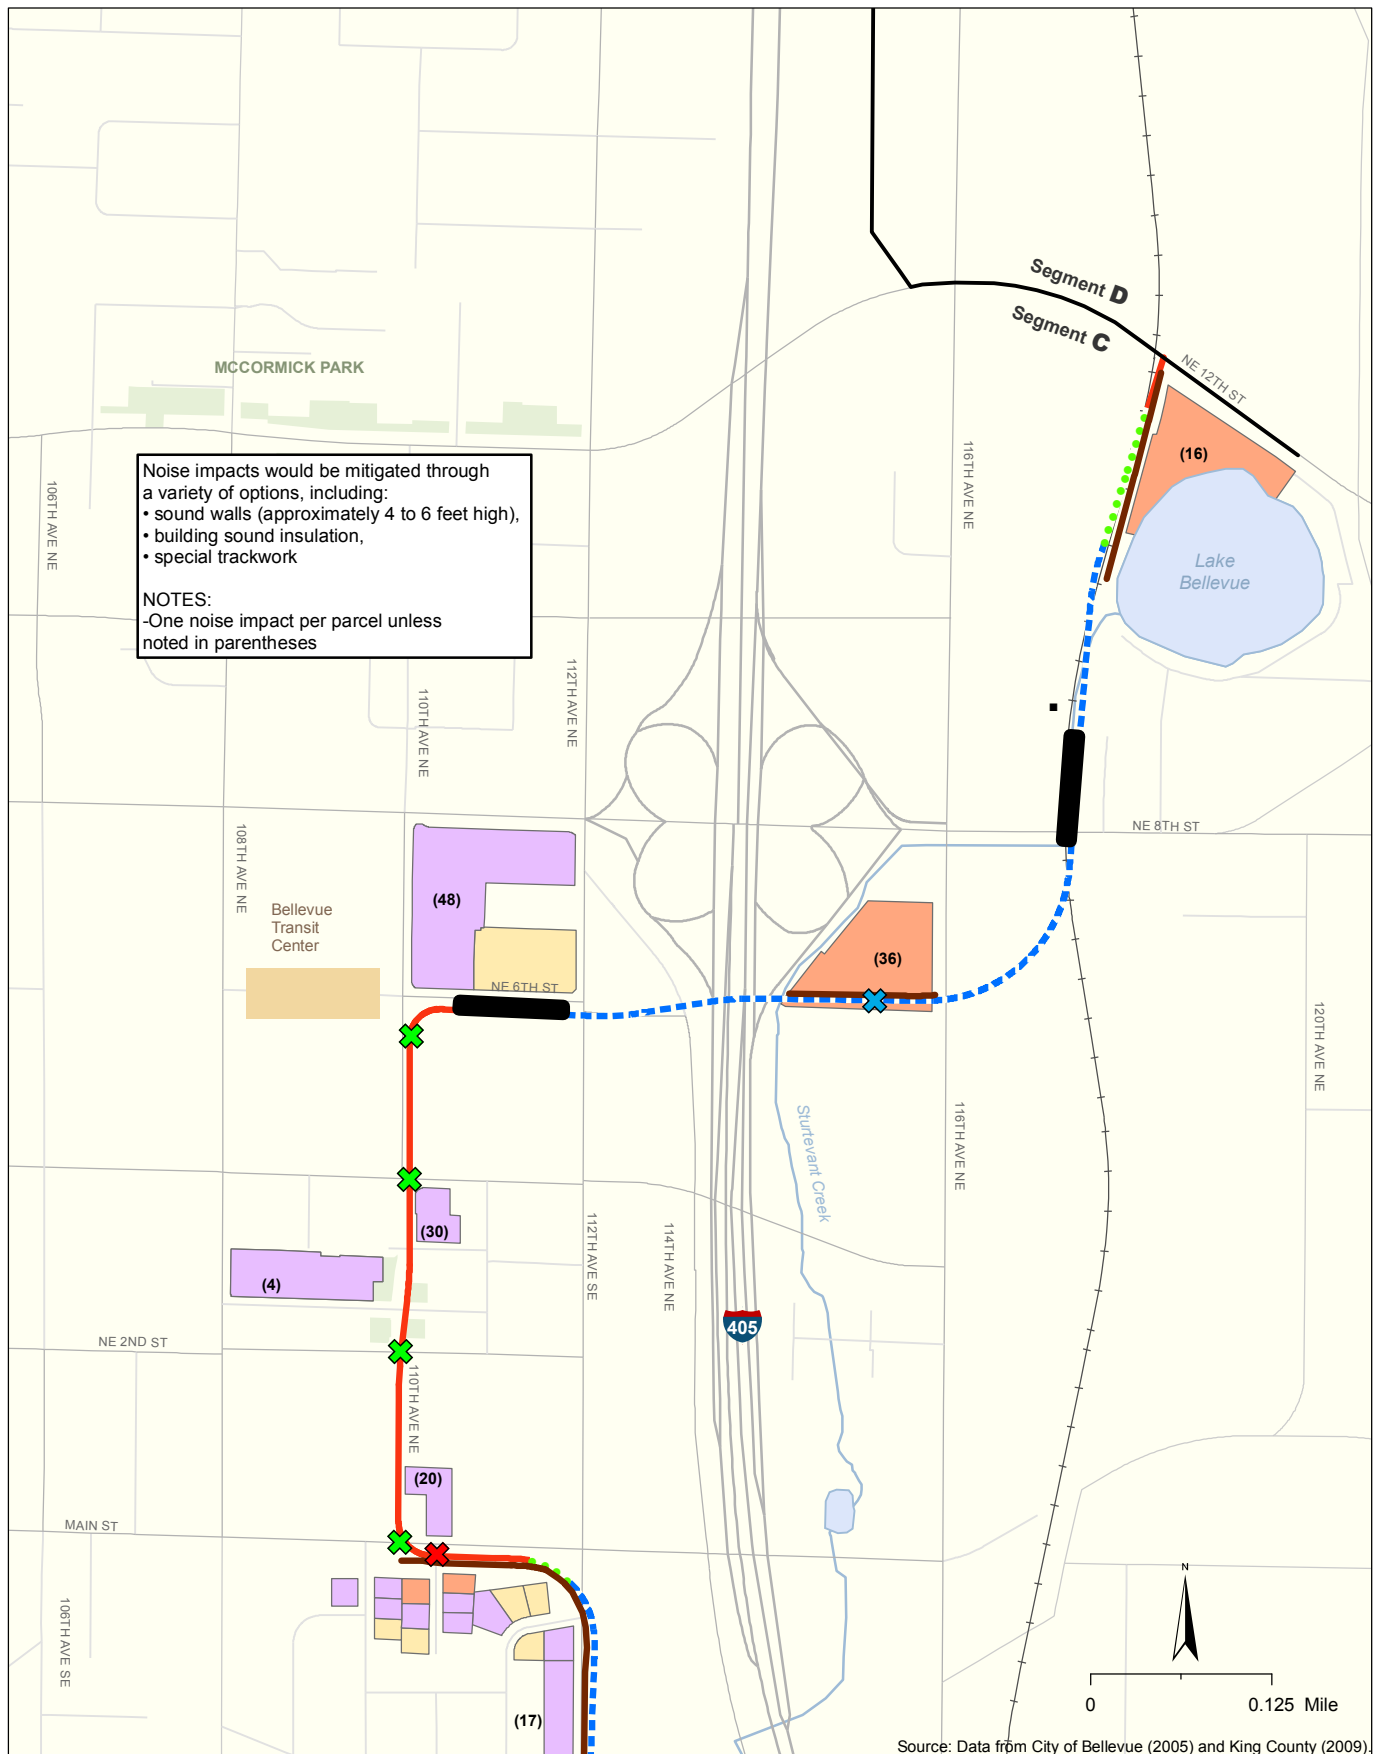 Segment D
Segment C
NE 12TH ST
MCCORMICK PARK
(16)
116TH AVE NE
106TH AVE NE
Noise impacts would be mitigated through
a variety of options, including:
• sound walls (approximately 4 to 6 feet high),
• building sound insulation,
• special trackwork
NOTES:
-One noise impact per parcel unless
noted in parentheses
Lake
Bellevue
112TH AVE NE
110TH AVE NE
108TH AVE NE
NE 8TH ST
(48)
Bellevue
Transit
Center
(36)
NE 6TH ST
120TH AVE NE
116TH AVE NE
Sturtevant Creek
(30)
112TH AVE SE
114TH AVE NE
(4)
405
NE 2ND ST
110TH AVE NE
(20)
MAIN ST
N
106TH AVE SE
(17)
0 0.125 Mile
Source: Data from City of Bellevue (2005) and King County (2009).